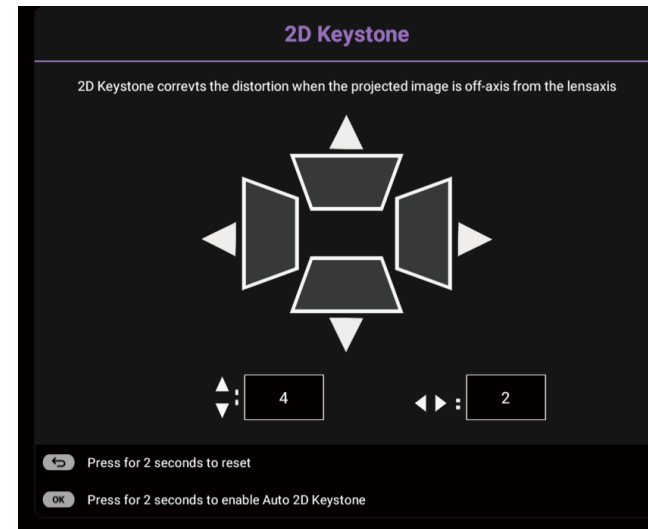 2D Keystone
2D Keystone correvts the distortion when the projected image is off-axis from the lensaxis
: 4
: 2
Press for 2 seconds to reset
OK Press for 2 seconds to enable Auto 2D Keystone